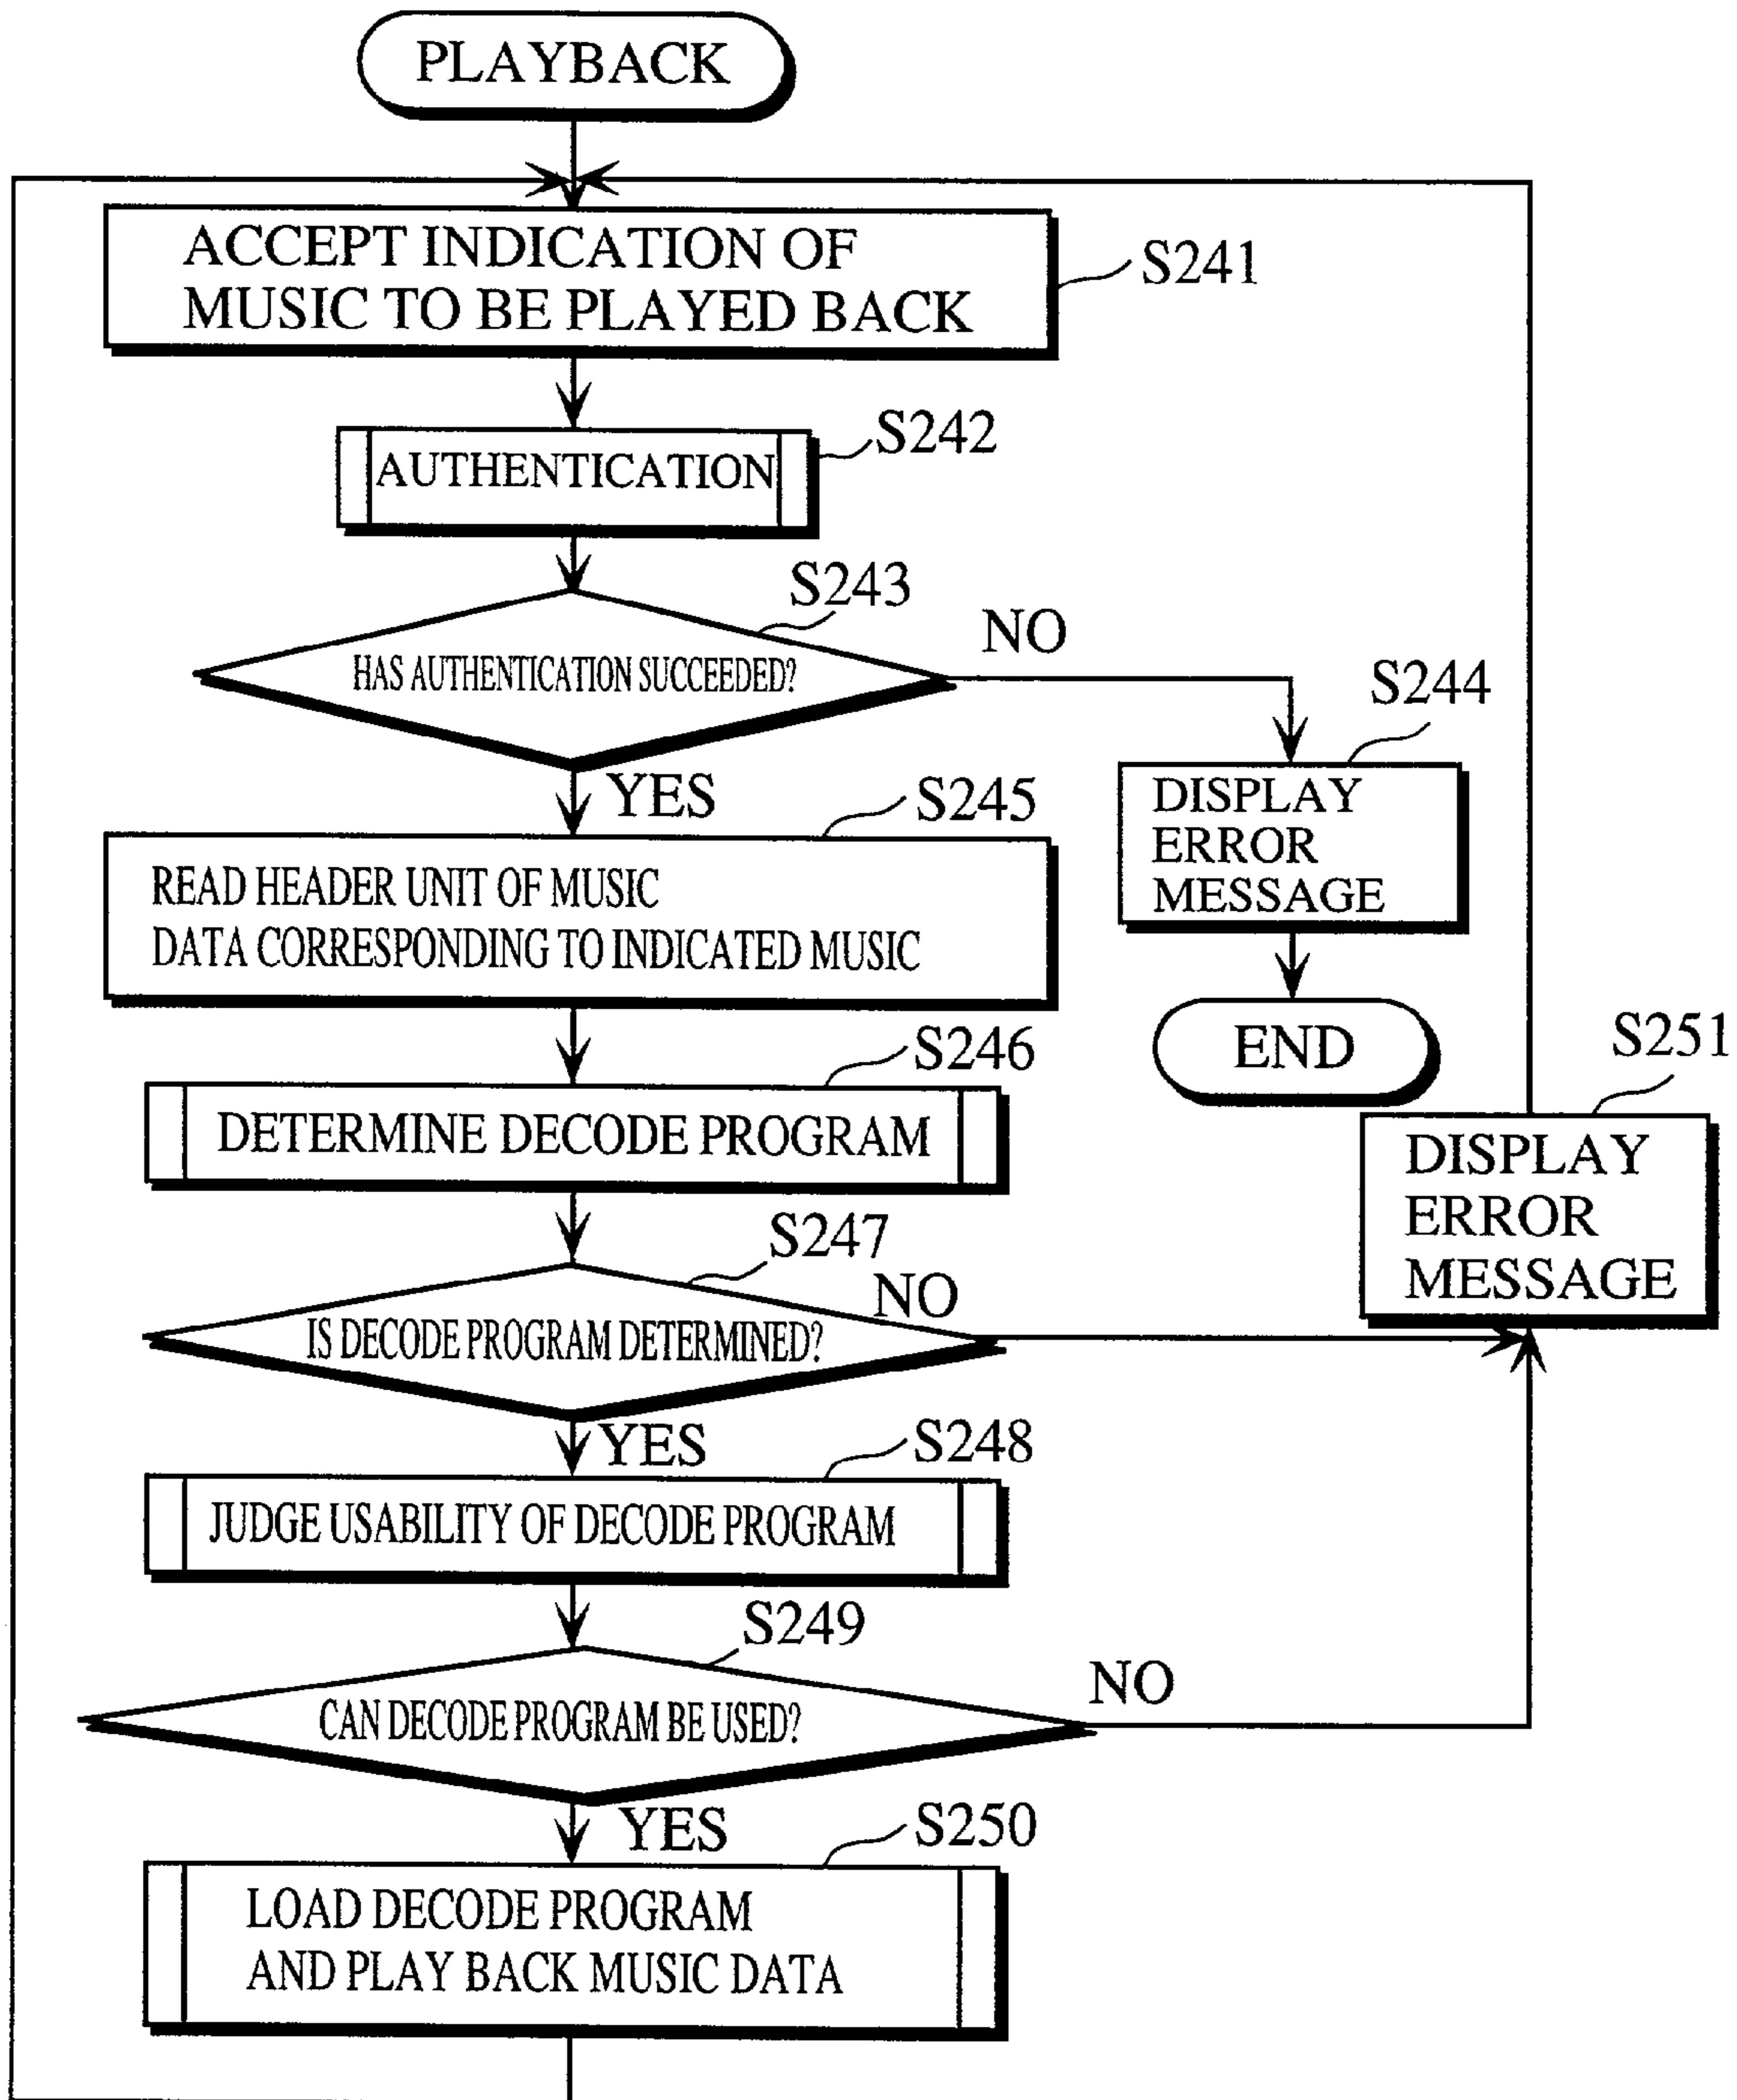 PLAYBACK
ACCEPT INDICATION OF
MUSIC TO BE PLAYED BACK
S241
AUTHENTICATION
S242
S243
HAS AUTHENTICATION SUCCEEDED?
NO
S244
DISPLAY
ERROR
MESSAGE
END
YES
S245
READ HEADER UNIT OF MUSIC
DATA CORRESPONDING TO INDICATED MUSIC
S246
DETERMINE DECODE PROGRAM
S247
IS DECODE PROGRAM DETERMINED?
NO
S251
DISPLAY
ERROR
MESSAGE
YES
S248
JUDGE USABILITY OF DECODE PROGRAM
S249
CAN DECODE PROGRAM BE USED?
NO
YES
S250
LOAD DECODE PROGRAM
AND PLAY BACK MUSIC DATA